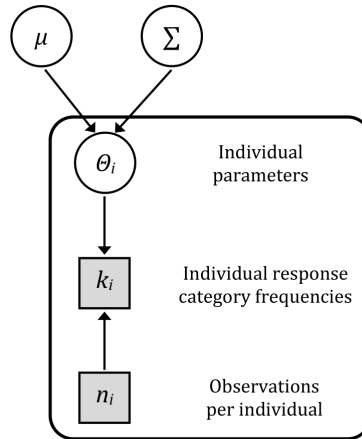 μ
Σ
Θᵢ
Individual
parameters
kᵢ
Individual response
category frequencies
nᵢ
Observations
per individual